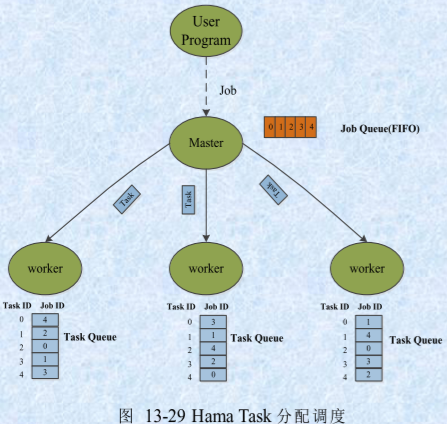 User
Program
Job
0 1 2 3 4
Job Queue(FIFO)
Master
Task
Task
Task
worker
worker
worker
Task ID Job ID
0 4
1 2
2 0
3 1
4 3
Task Queue
Task ID Job ID
0 3
1 1
2 4
3 2
4 0
Task Queue
Task ID Job ID
0 1
1 4
2 0
3 3
4 2
Task Queue
图 13-29 Hama Task 分配调度